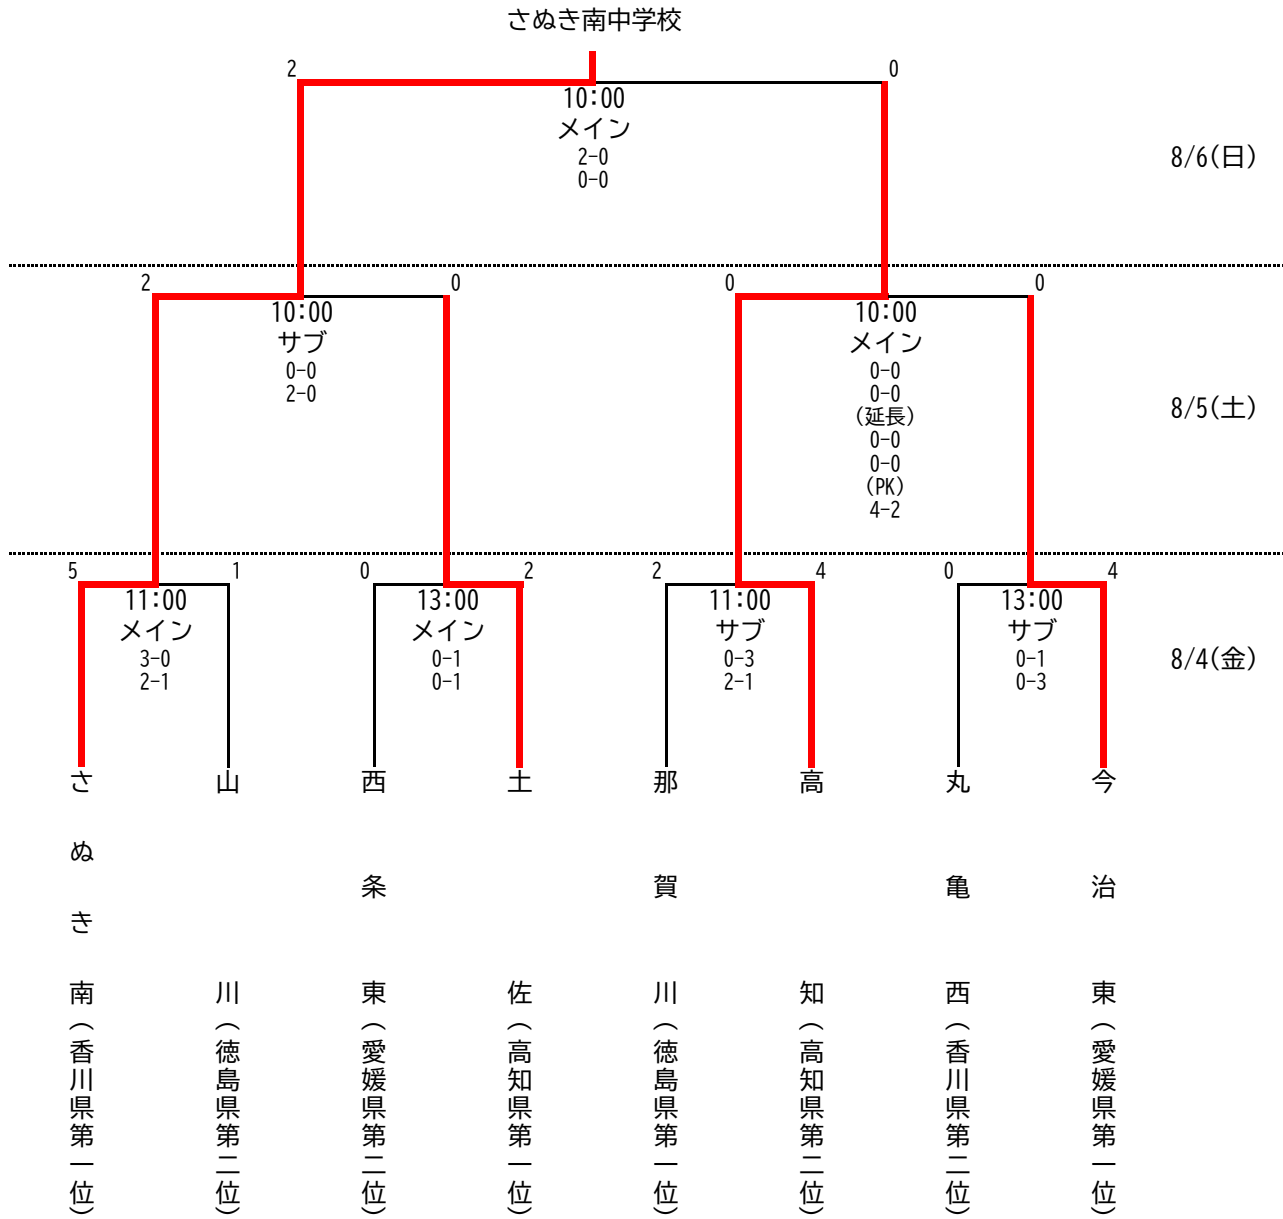 さぬき南中学校
2
0
10:00
メイン
2-0
0-0
8/6(日)
2
0
0
0
10:00
サブ
0-0
2-0
10:00
メイン
0-0
0-0
(延長)
0-0
0-0
(PK)
4-2
8/5(土)
5
1
0
2
2
4
0
4
11:00
メイン
3-0
2-1
13:00
メイン
0-1
0-1
11:00
サブ
0-3
2-1
13:00
サブ
0-1
0-3
8/4(金)
さぬき南(香川県第一位)
山川(徳島県第二位)
西条東(愛媛県第二位)
土佐(高知県第一位)
那賀川(徳島県第一位)
高知(高知県第二位)
丸亀西(香川県第二位)
今治東(愛媛県第一位)